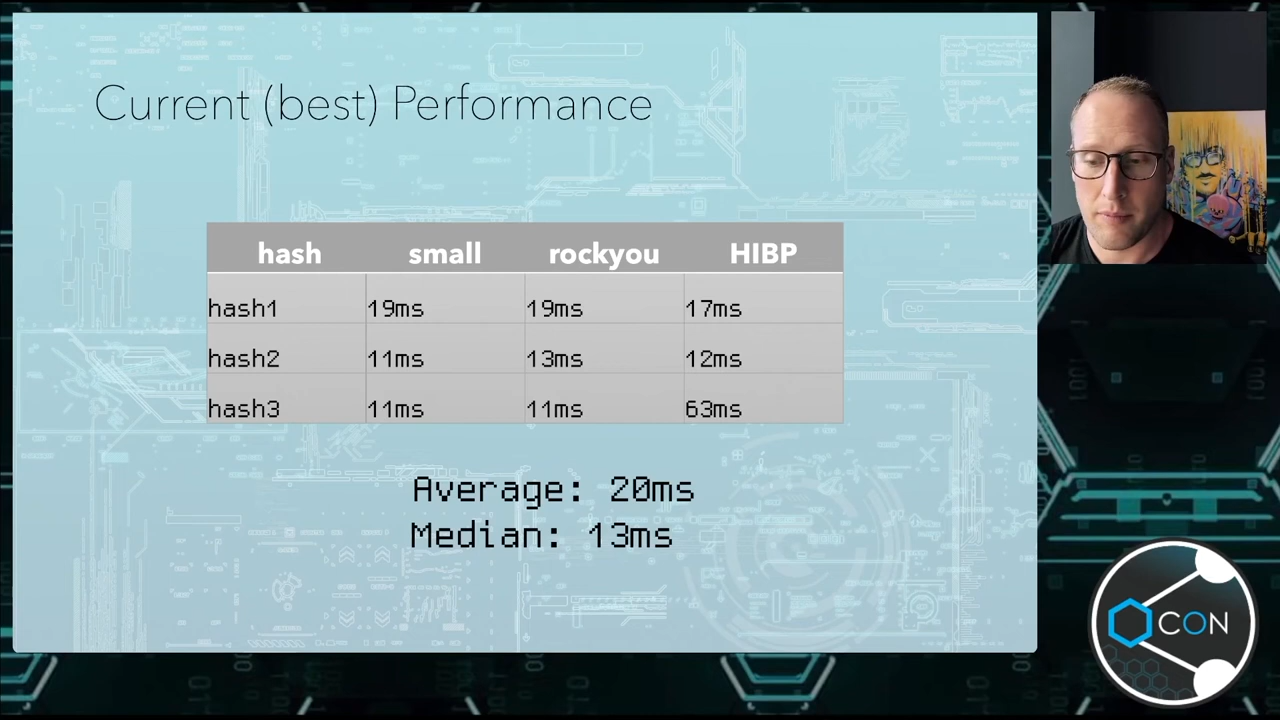 Current (best) Performance
hash small rockyou HIBP
hash1 19ms 19ms 17ms
hash2 11ms 13ms 12ms
hash3 11ms 11ms 63ms
Average: 20ms
Median: 13ms
CON